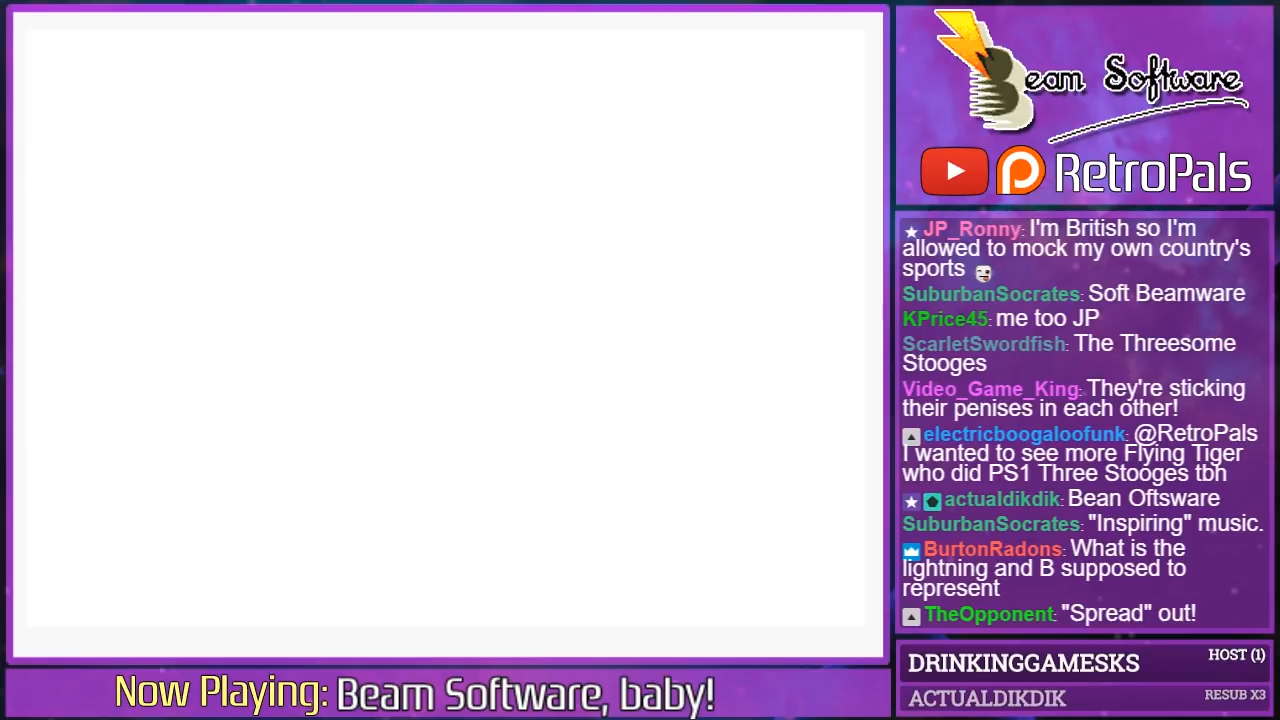 Beam Software
RetroPals
JP_Ronny: I'm British so I'm
allowed to mock my own country's
sports
SuburbanSocrates: Soft Beamware
KPrice45: me too JP
ScarletSwordfish: The Threesome
Stooges
Video_Game_King: They're sticking
their penises in each other!
electricboogaloofunk: @RetroPals
I wanted to see more Flying Tiger
who did PS1 Three Stooges tbh
actualdikdik: Bean Oftsware
SuburbanSocrates: "Inspiring" music.
BurtonRadons: What is the
lightning and B supposed to
represent
TheOpponent: "Spread" out!
DRINKINGGAMESKS HOST (1)
ACTUALDIKDIK RESUB X3
Now Playing: Beam Software, baby!